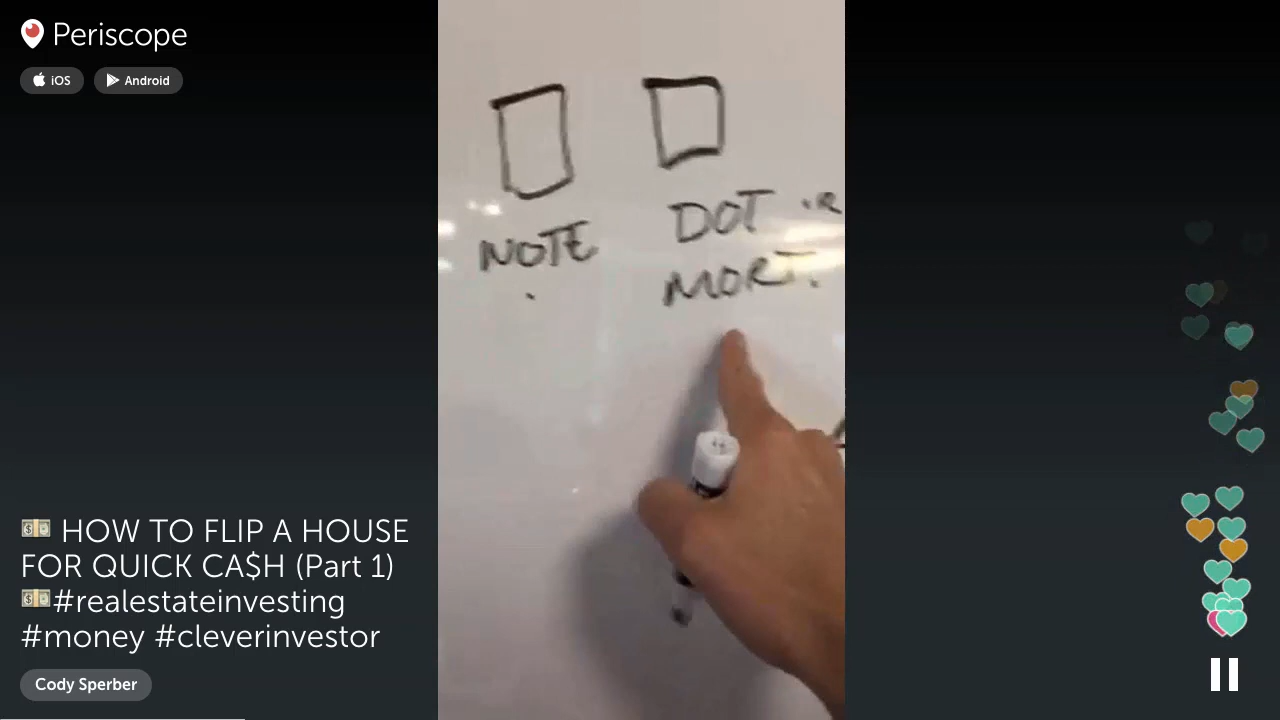 Periscope
iOS
Android
NOTE
DOT OR
MORT.
💵 HOW TO FLIP A HOUSE
FOR QUICK CA$H (Part 1)
💵#realestateinvesting
#money #cleverinvestor
Cody Sperber